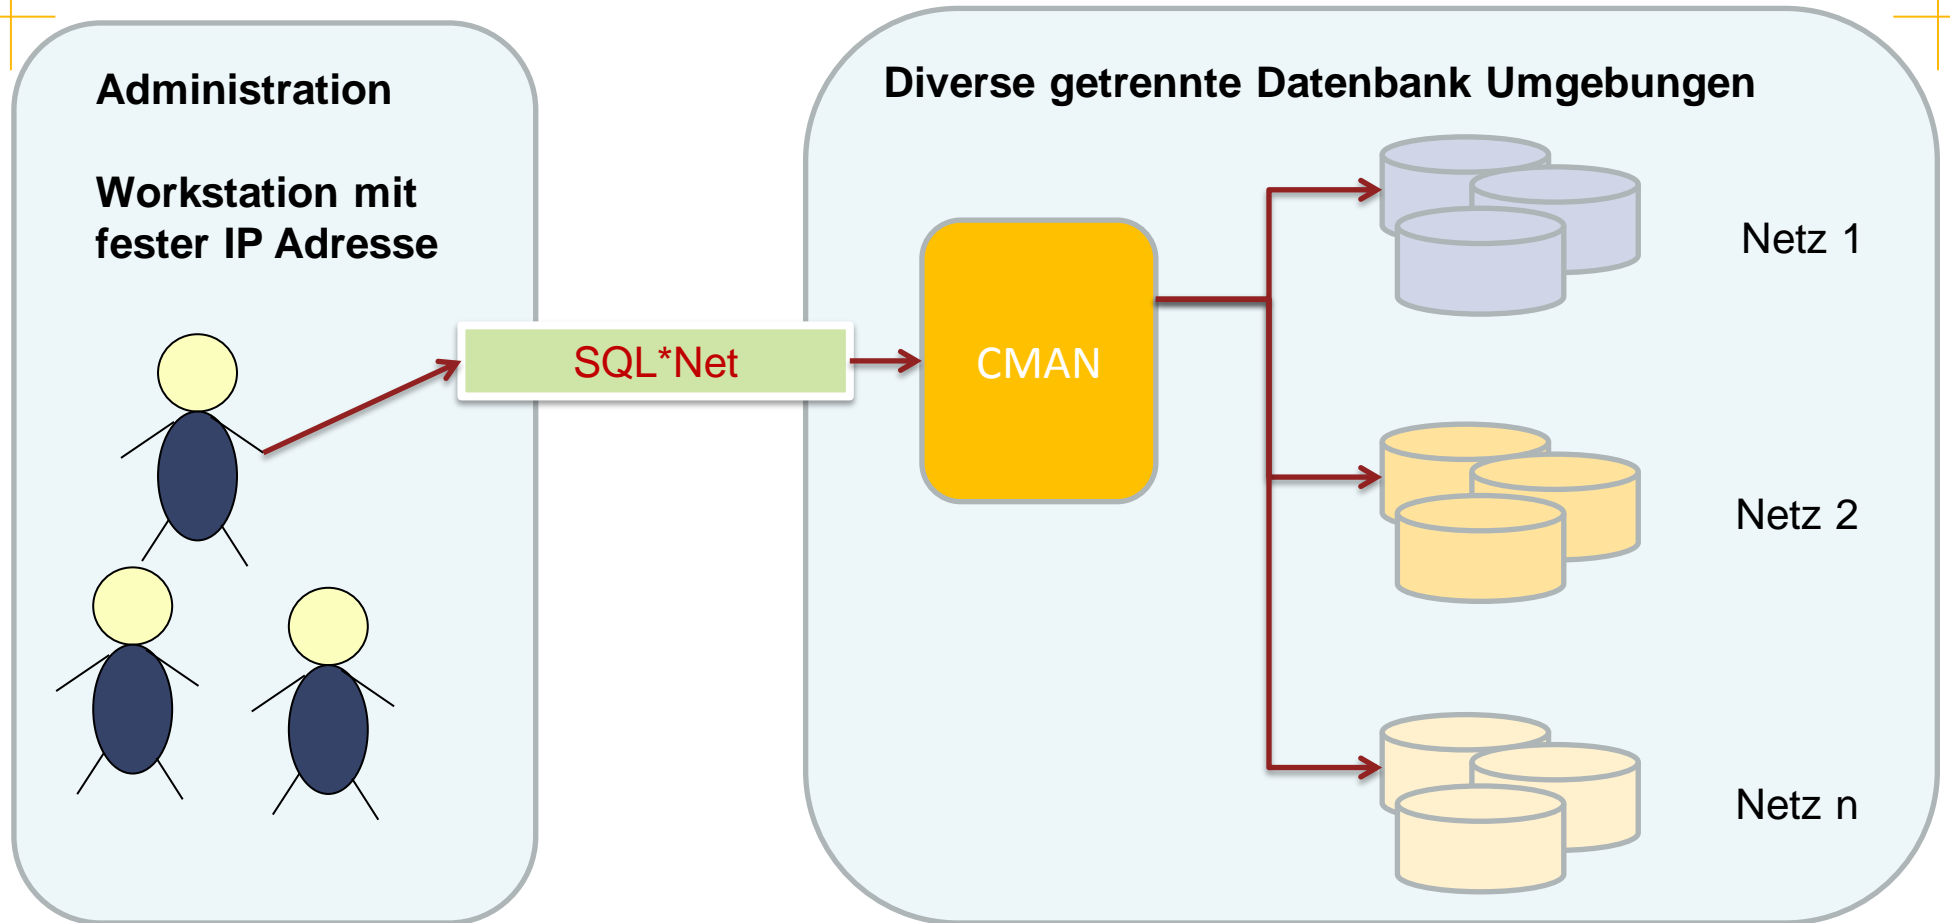 Administration
Workstation mit
fester IP Adresse
SQL*Net
Diverse getrennte Datenbank Umgebungen
CMAN
Netz 1
Netz 2
Netz n